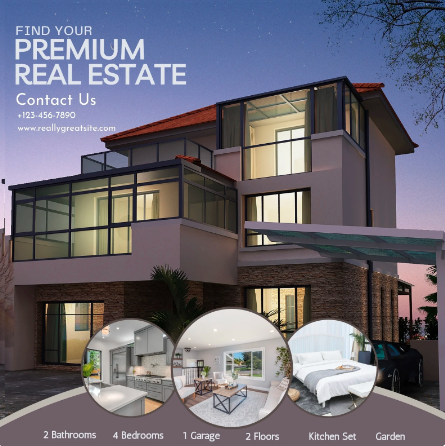 FIND YOUR
PREMIUM
REAL ESTATE
Contact Us
+123-456-7890
www.reallygreatsite.com
2 Bathrooms 4 Bedrooms 1 Garage 2 Floors Kitchen Set Garden